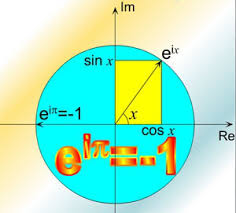 Im
sin x
e^ix
e^iπ=-1
x
cos x
Re
e^iπ=-1